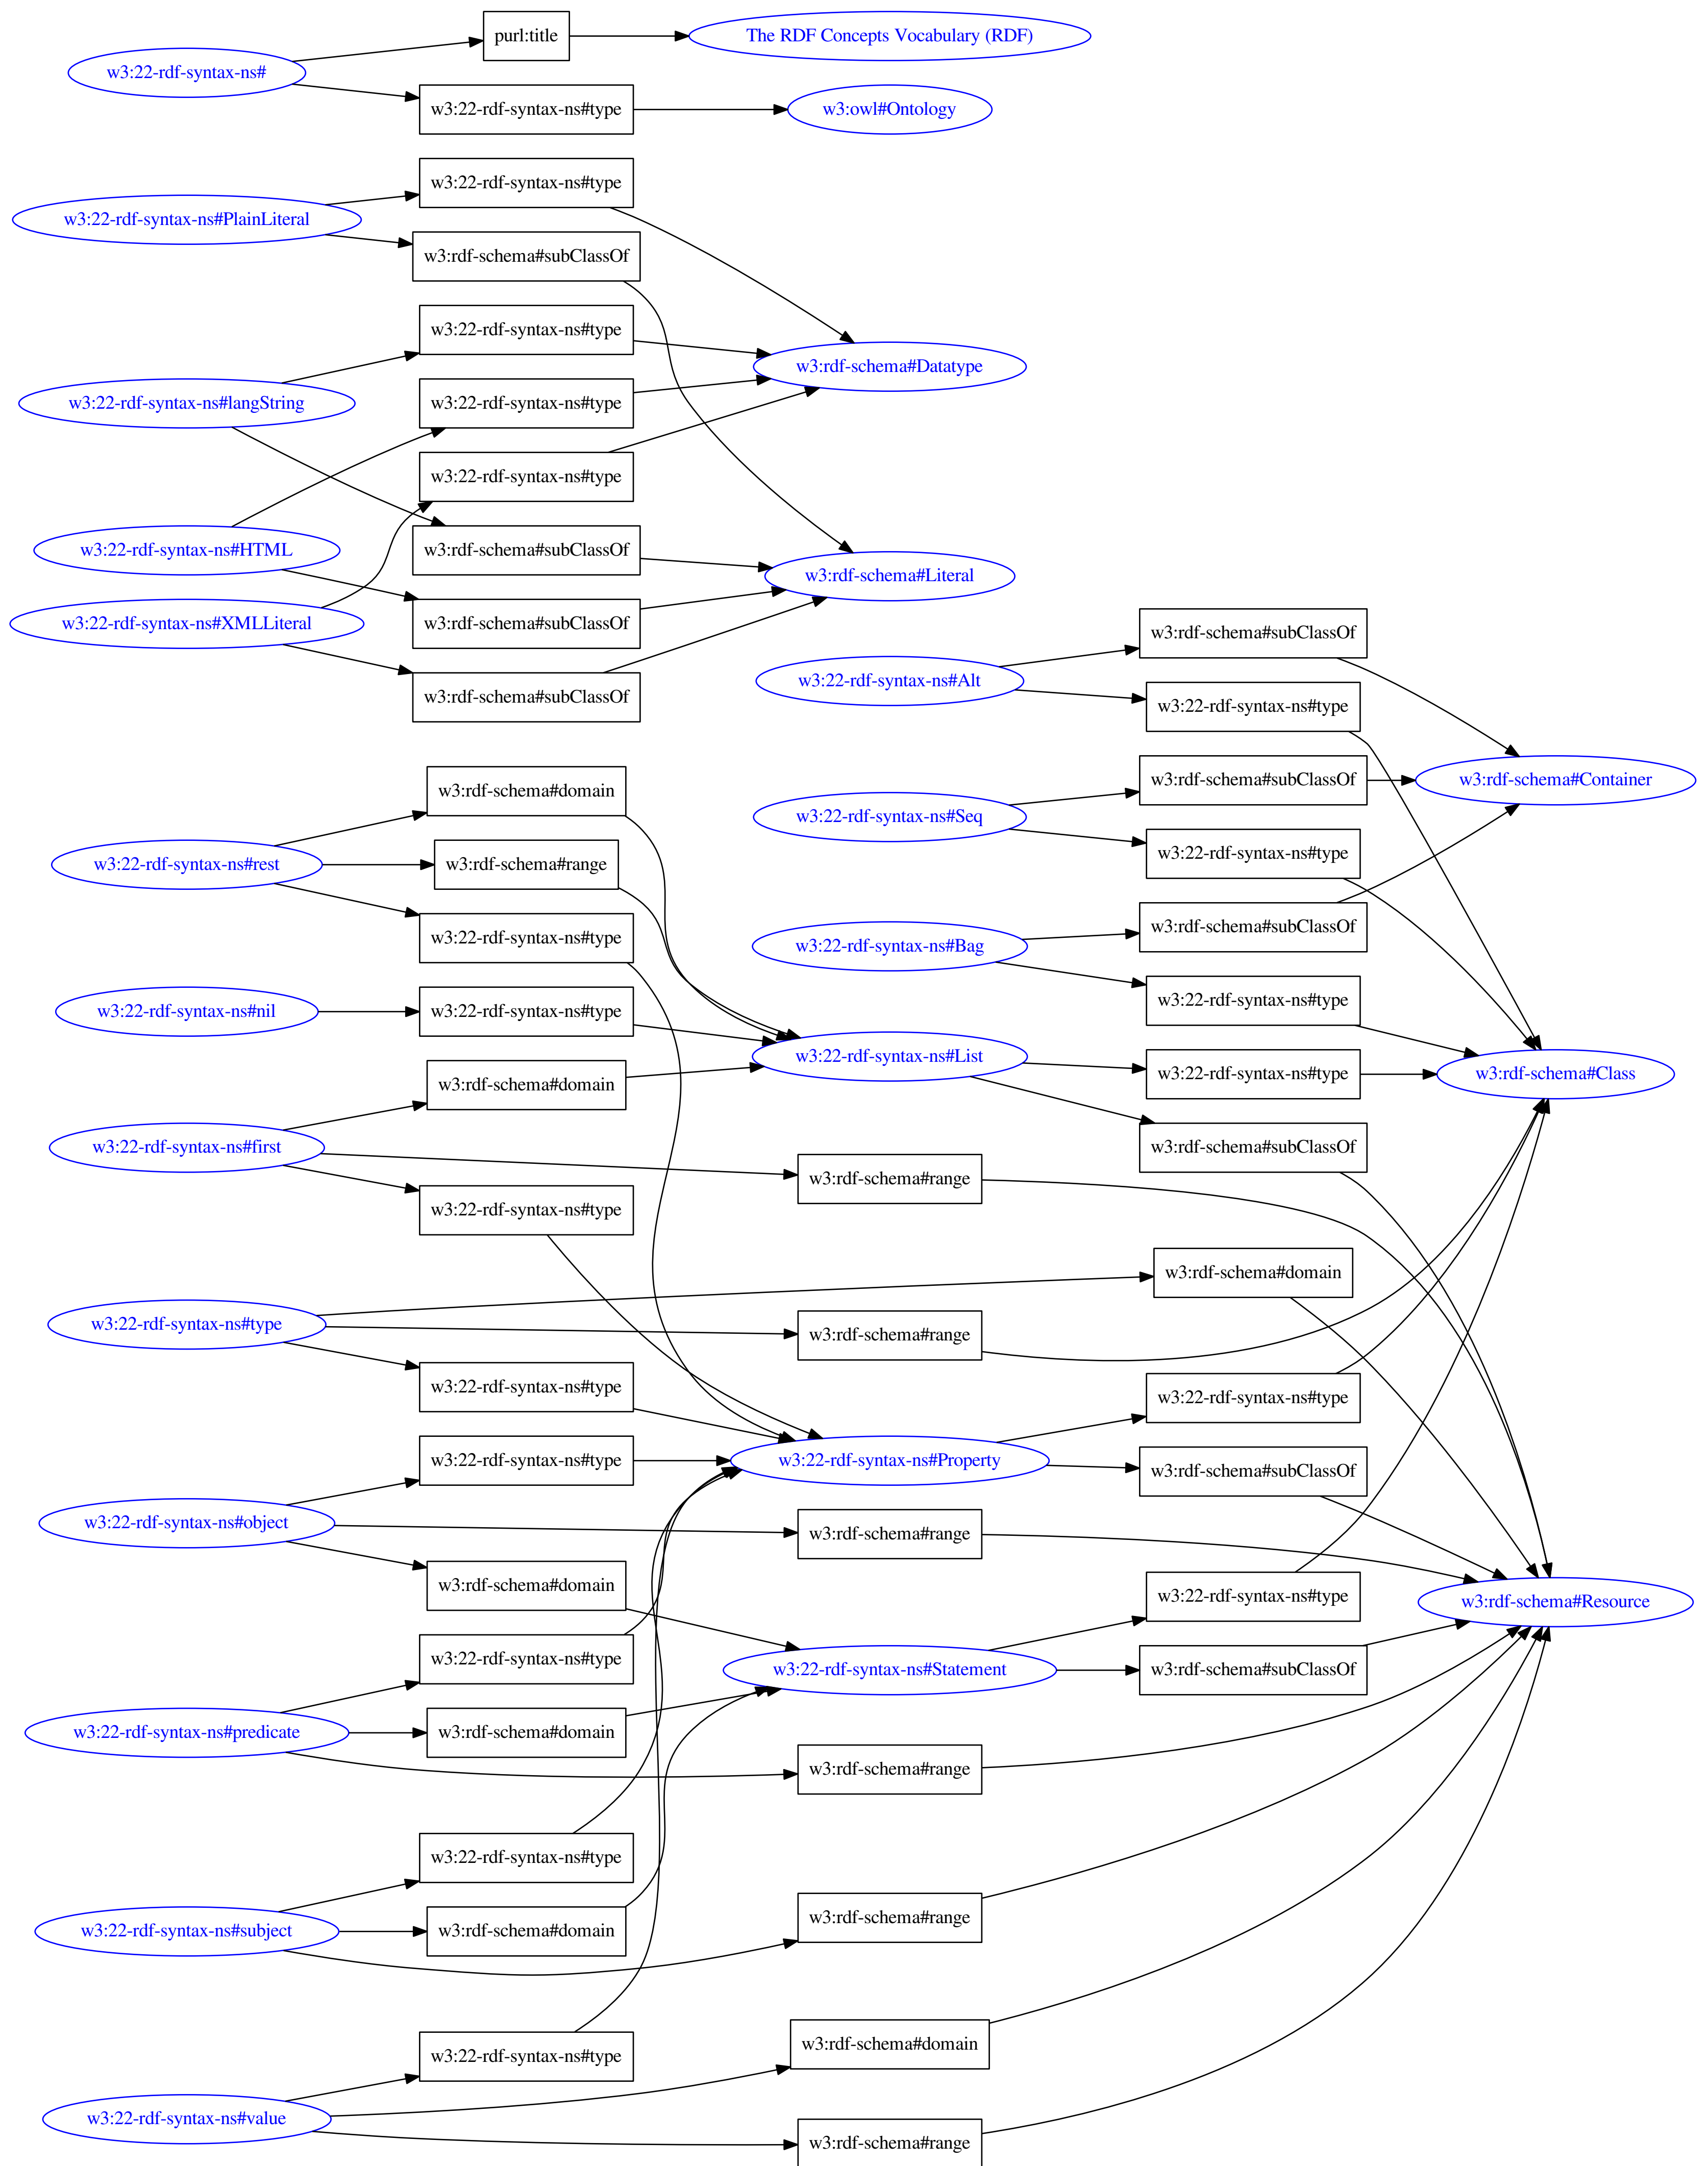 purl:title
The RDF Concepts Vocabulary (RDF)
w3:22-rdf-syntax-ns#
w3:22-rdf-syntax-ns#type
w3:owl#Ontology
w3:22-rdf-syntax-ns#type
w3:22-rdf-syntax-ns#PlainLiteral
w3:rdf-schema#subClassOf
w3:22-rdf-syntax-ns#type
w3:rdf-schema#Datatype
w3:22-rdf-syntax-ns#langString
w3:22-rdf-syntax-ns#type
w3:22-rdf-syntax-ns#type
w3:22-rdf-syntax-ns#HTML
w3:rdf-schema#subClassOf
w3:rdf-schema#Literal
w3:22-rdf-syntax-ns#XMLLiteral
w3:rdf-schema#subClassOf
w3:rdf-schema#subClassOf
w3:rdf-schema#subClassOf
w3:22-rdf-syntax-ns#Alt
w3:22-rdf-syntax-ns#type
w3:rdf-schema#subClassOf
w3:rdf-schema#Container
w3:rdf-schema#domain
w3:22-rdf-syntax-ns#Seq
w3:22-rdf-syntax-ns#type
w3:22-rdf-syntax-ns#rest
w3:rdf-schema#range
w3:rdf-schema#subClassOf
w3:22-rdf-syntax-ns#type
w3:22-rdf-syntax-ns#Bag
w3:22-rdf-syntax-ns#type
w3:22-rdf-syntax-ns#nil
w3:22-rdf-syntax-ns#type
w3:22-rdf-syntax-ns#List
w3:22-rdf-syntax-ns#type
w3:rdf-schema#Class
w3:rdf-schema#domain
w3:22-rdf-syntax-ns#first
w3:rdf-schema#subClassOf
w3:rdf-schema#range
w3:22-rdf-syntax-ns#type
w3:rdf-schema#domain
w3:22-rdf-syntax-ns#type
w3:rdf-schema#range
w3:22-rdf-syntax-ns#type
w3:22-rdf-syntax-ns#type
w3:22-rdf-syntax-ns#type
w3:22-rdf-syntax-ns#Property
w3:rdf-schema#subClassOf
w3:22-rdf-syntax-ns#object
w3:rdf-schema#range
w3:rdf-schema#domain
w3:22-rdf-syntax-ns#type
w3:rdf-schema#Resource
w3:22-rdf-syntax-ns#type
w3:22-rdf-syntax-ns#Statement
w3:rdf-schema#subClassOf
w3:22-rdf-syntax-ns#predicate
w3:rdf-schema#domain
w3:rdf-schema#range
w3:22-rdf-syntax-ns#type
w3:22-rdf-syntax-ns#subject
w3:rdf-schema#domain
w3:rdf-schema#range
w3:22-rdf-syntax-ns#type
w3:rdf-schema#domain
w3:22-rdf-syntax-ns#value
w3:rdf-schema#range